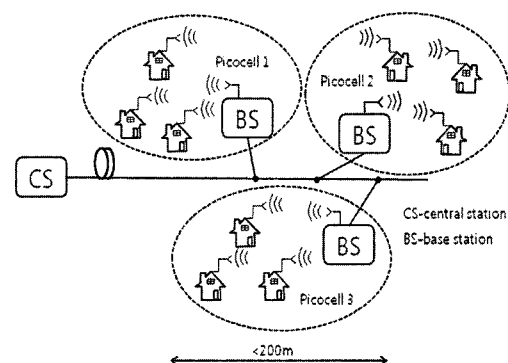 Picocell 1
Picocell 2
BS
BS
CS
CS-central station
BS-base station
BS
Picocell 3
<200m